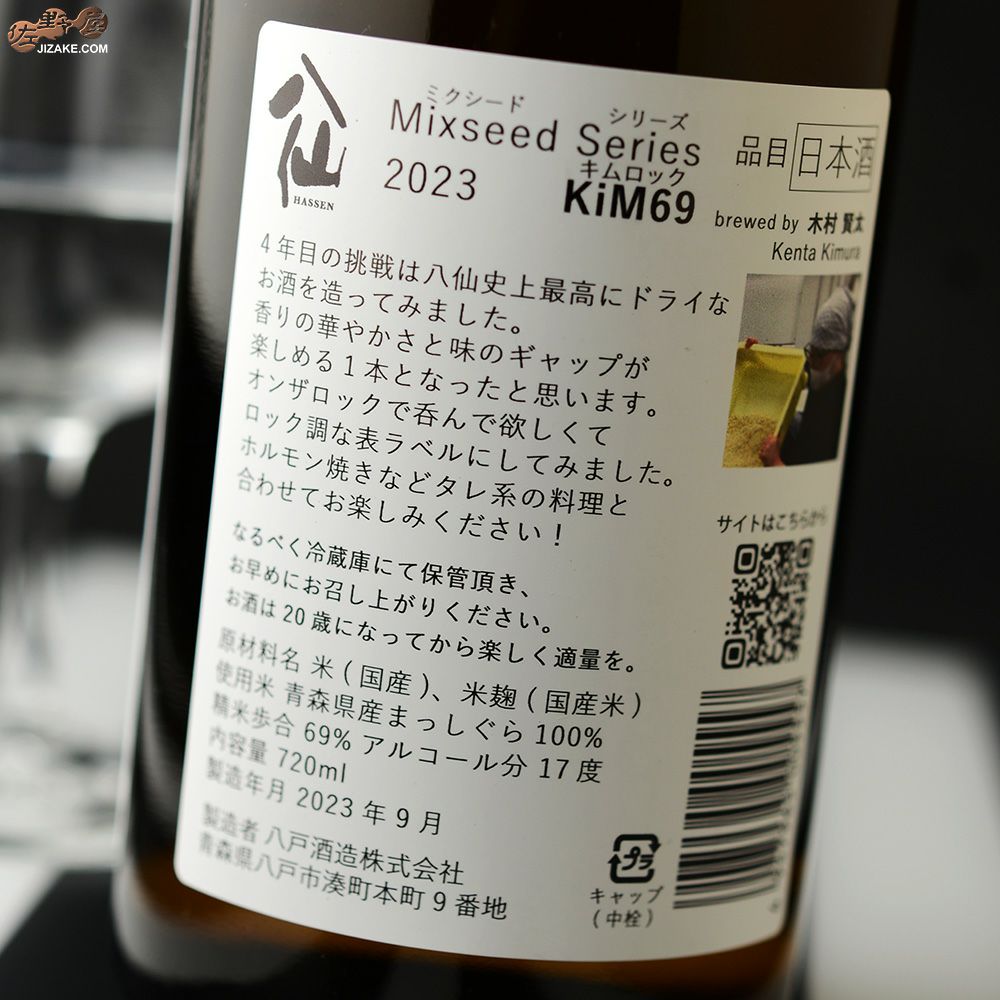 佐野屋
JIZAKE.COM
八仙
HASSEN
ミクシード シリーズ
Mixseed Series
2023
キムロック
KiM69
品目 日本酒
brewed by 木村 賢太
Kenta Kimura
4年目の挑戦は八仙史上最高にドライな
お酒を造ってみました。
香りの華やかさと味のギャップが
楽しめる1本となったと思います。
オンザロックで呑んで欲しくて
ロック調な表ラベルにしてみました。
ホルモン焼きなどタレ系の料理と
合わせてお楽しみください！
なるべく冷蔵庫にて保管頂き、
お早めにお召し上がりください。
お酒は20歳になってから楽しく適量を。
サイトはこちらから
原材料名 米(国産)、米麹(国産米)
使用米 青森県産まっしぐら100%
精米歩合 69% アルコール分 17度
内容量 720ml
製造年月 2023年9月
製造者 八戸酒造株式会社
青森県八戸市湊町本町9番地
プラ
キャップ
(中栓)